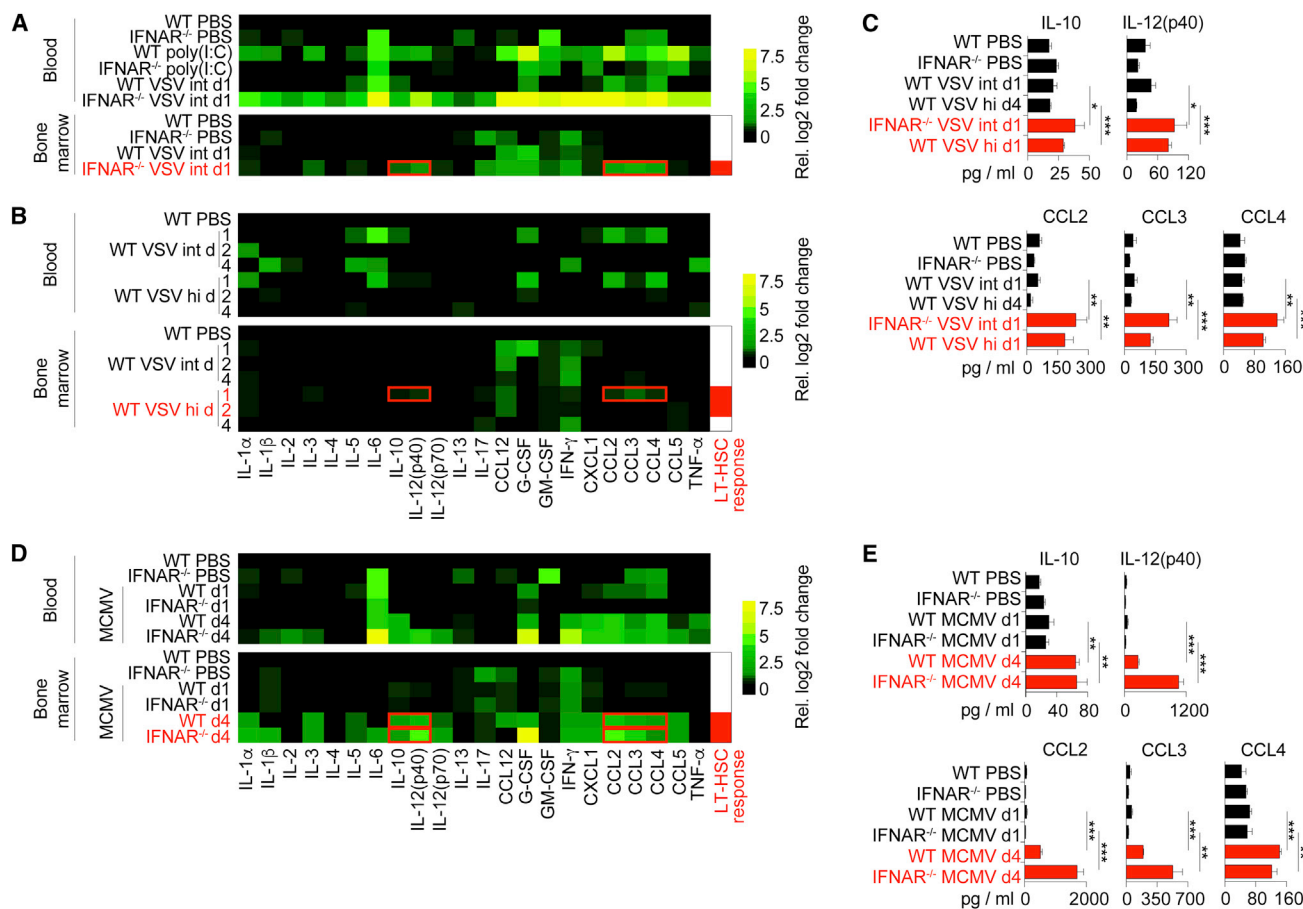 A
Blood
WT PBS
IFNAR-/- PBS
WT poly(I:C)
IFNAR-/- poly(I:C)
WT VSV int d1
IFNAR-/- VSV int d1
Bone marrow
WT PBS
IFNAR-/- PBS
WT VSV int d1
IFNAR-/- VSV int d1
7.5
5
2.5
0
Rel. log2 fold change
B
Blood
WT PBS
WT VSV int d
1
2
4
WT VSV hi d
1
2
4
Bone marrow
WT PBS
WT VSV int d
1
2
4
WT VSV hi d
1
2
4
7.5
5
2.5
0
Rel. log2 fold change
IL-1α
IL-1β
IL-2
IL-3
IL-4
IL-5
IL-6
IL-10
IL-12(p40)
IL-12(p70)
IL-13
IL-17
CCL12
G-CSF
GM-CSF
IFN-γ
CXCL1
CCL2
CCL3
CCL4
CCL5
TNF-α
LT-HSC response
C
IL-10
IL-12(p40)
WT PBS
IFNAR-/- PBS
WT VSV int d1
WT VSV hi d4
IFNAR-/- VSV int d1
WT VSV hi d1
*
***
*
***
pg / ml
0 25 50
0 60 120
CCL2
CCL3
CCL4
WT PBS
IFNAR-/- PBS
WT VSV int d1
WT VSV hi d4
IFNAR-/- VSV int d1
WT VSV hi d1
**
**
**
***
**
***
pg / ml
0 150 300
0 150 300
0 80 160
D
Blood
MCMV
WT PBS
IFNAR-/- PBS
WT d1
IFNAR-/- d1
WT d4
IFNAR-/- d4
Bone marrow
MCMV
WT PBS
IFNAR-/- PBS
WT d1
IFNAR-/- d1
WT d4
IFNAR-/- d4
7.5
5
2.5
0
Rel. log2 fold change
IL-1α
IL-1β
IL-2
IL-3
IL-4
IL-5
IL-6
IL-10
IL-12(p40)
IL-12(p70)
IL-13
IL-17
CCL12
G-CSF
GM-CSF
IFN-γ
CXCL1
CCL2
CCL3
CCL4
CCL5
TNF-α
LT-HSC response
E
IL-10
IL-12(p40)
WT PBS
IFNAR-/- PBS
WT MCMV d1
IFNAR-/- MCMV d1
WT MCMV d4
IFNAR-/- MCMV d4
**
**
***
***
pg / ml
0 40 80
0 1200
CCL2
CCL3
CCL4
WT PBS
IFNAR-/- PBS
WT MCMV d1
IFNAR-/- MCMV d1
WT MCMV d4
IFNAR-/- MCMV d4
***
***
***
**
***
pg / ml
0 2000
0 350 700
0 80 160